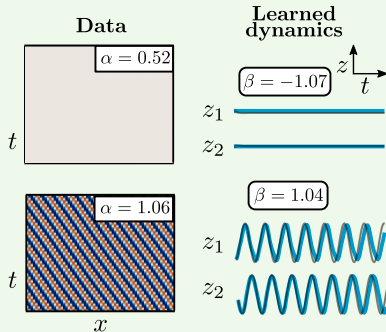 Data
Learned
dynamics
α = 0.52
β = −1.07
z
t
t
z₁
z₂
α = 1.06
β = 1.04
t
z₁
z₂
x